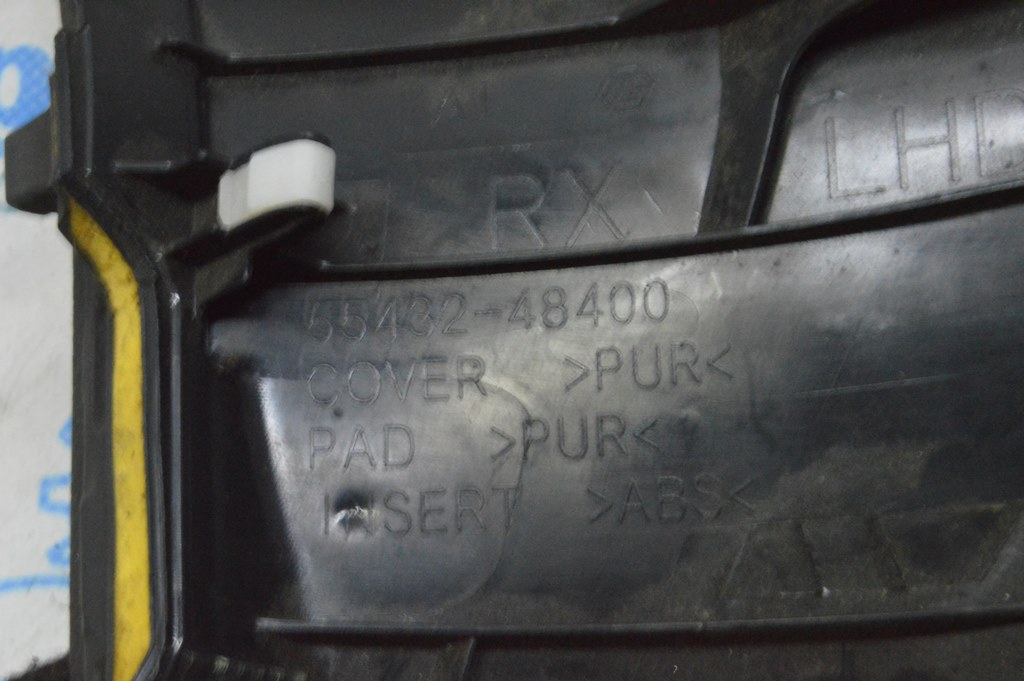 RX
LHD
55432-48400
COVER >PUR<
PAD >PUR<
INSERT >ABS<